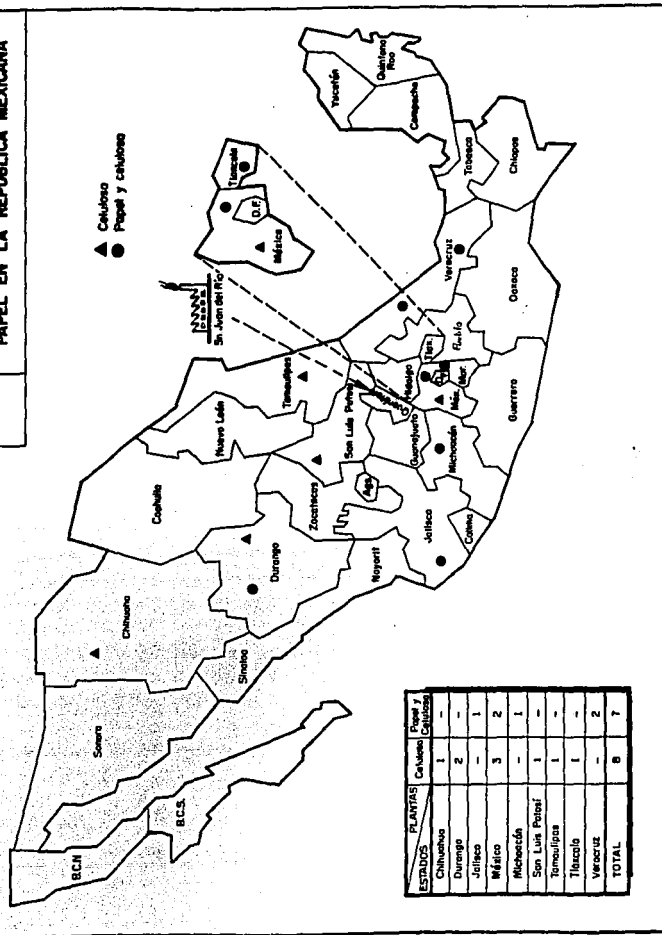 PAPEL EN LA REPUBLICA MEXICANA
▲ Celulosa
● Papel y celulosa
B.C.N
B.C.S.
Sonora
Chihuahua
Coahuila
Nuevo León
Tamaulipas
Sinaloa
Durango
Zacatecas
San Luis Potosí
Nayarit
Ags.
Jalisco
Guanajuato
Hidalgo
Colima
Michoacán
Méx.
Mor.
Tlax.
Puebla
Veracruz
Guerrero
Oaxaca
Tabasco
Chiapas
Campeche
Yucatán
Quintana
Roo
Sn Juan del Río
Tlaxcala
D.F.
México
PLANTAS
ESTADOS
Celulosa
Papel y
Celulosa
Chihuahua 1 -
Durango 2 -
Jalisco - 1
México 3 2
Michoacán - 1
San Luis Potosí 1 -
Tamaulipas 1 -
Tlaxcala 1 -
Veracruz - 2
TOTAL 8 7